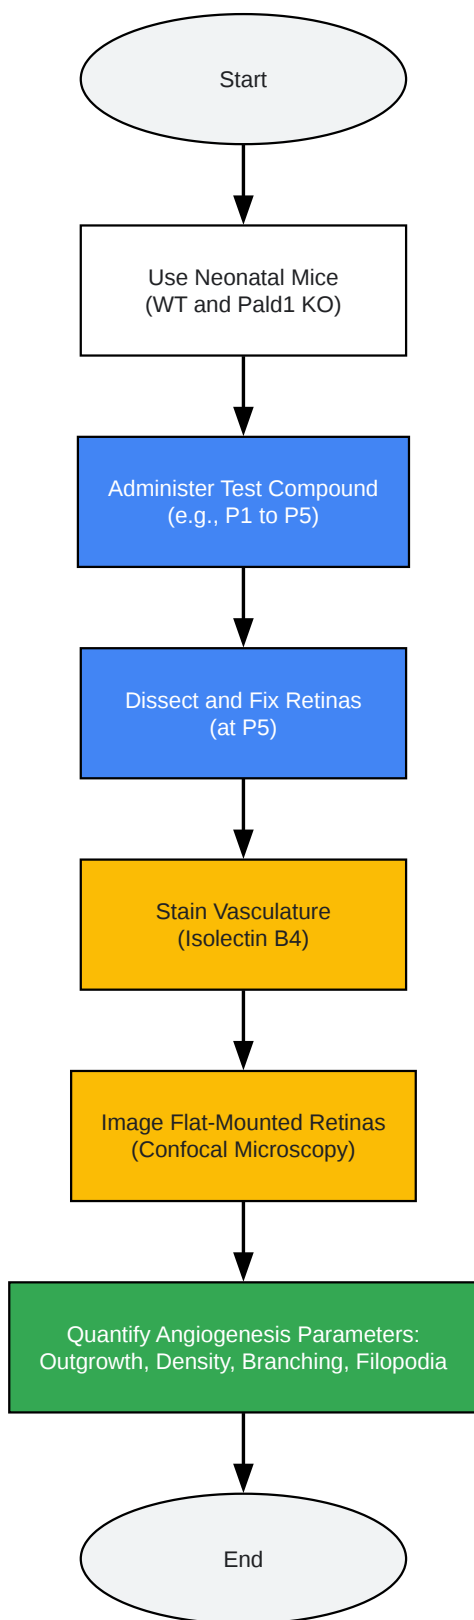 Start
Use Neonatal Mice
(WT and Pald1 KO)
Administer Test Compound
(e.g., P1 to P5)
Dissect and Fix Retinas
(at P5)
Stain Vasculature
(Isolectin B4)
Image Flat-Mounted Retinas
(Confocal Microscopy)
Quantify Angiogenesis Parameters:
Outgrowth, Density, Branching, Filopodia
End